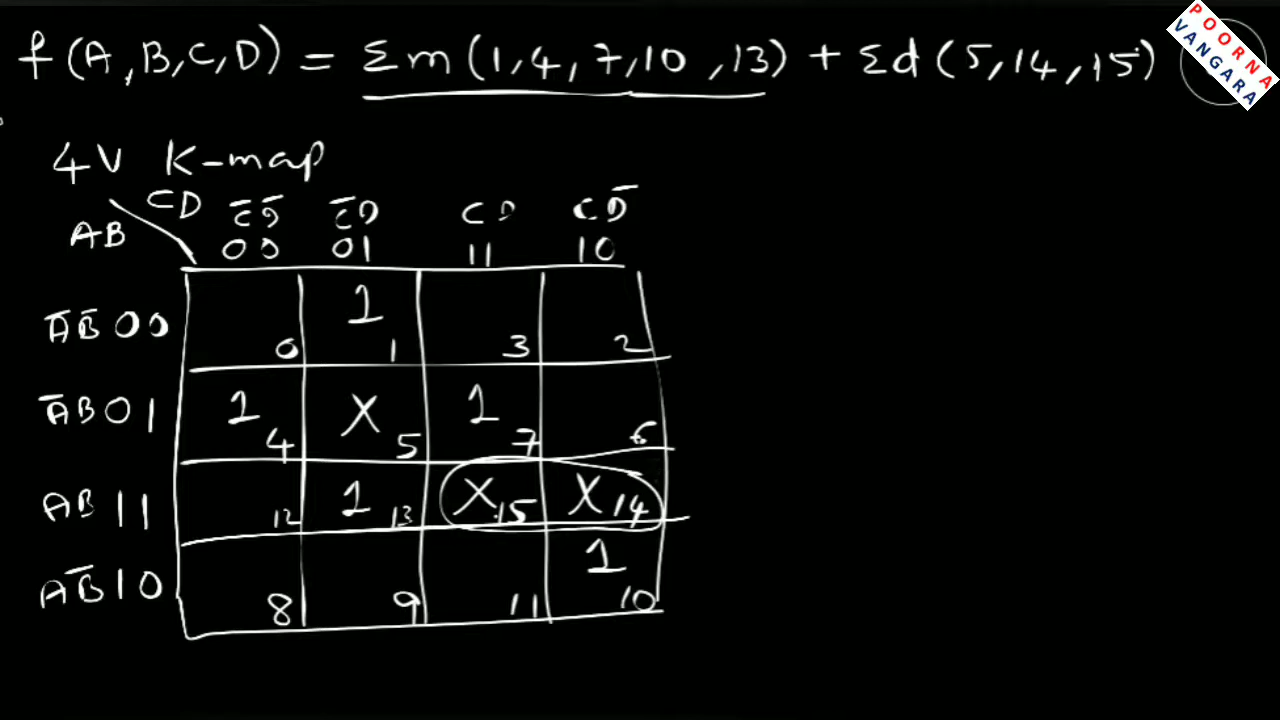 f(A,B,C,D) = Σm(1,4,7,10,13) + Σd(5,14,15)
POORNA
VANGARA
4V K-map
CD
AB
C̅D̅ C̅D CD CD̅
00 01 11 10
A̅B̅ 00 0 1 1 3 2
A̅B 01 1 4 X 5 1 7 6
AB 11 12 1 13 X 15 X 14
AB̅ 10 8 9 11 1 10